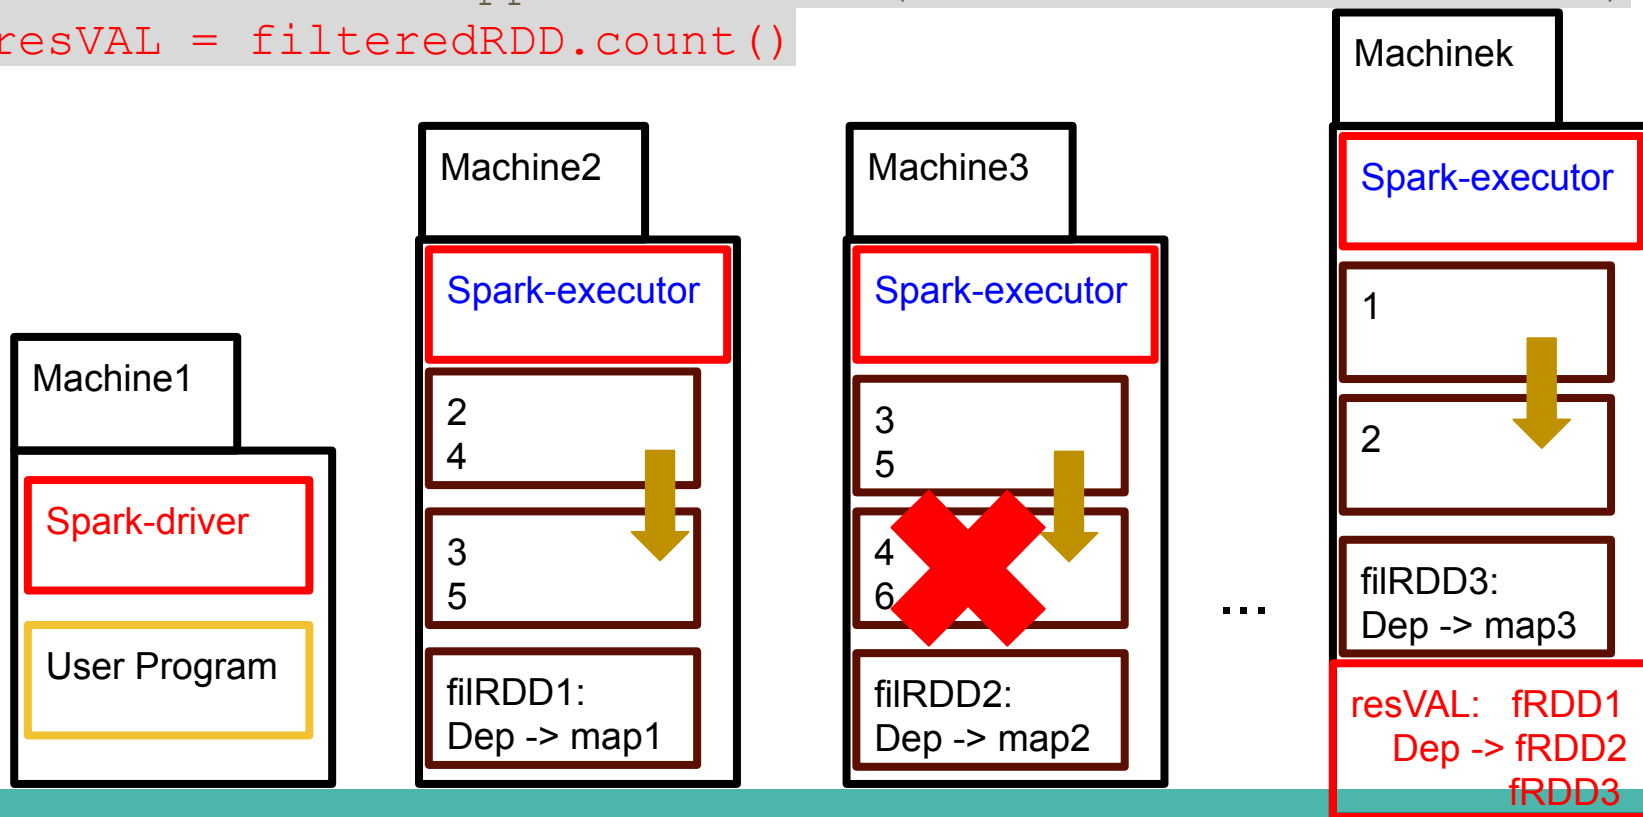 resVAL = filteredRDD.count()
Machinek
Machine2
Machine3
Spark-executor
Spark-executor
Spark-executor
Machine1
1
2
4
3
5
2
Spark-driver
3
5
4
6
filRDD3:
Dep -> map3
...
User Program
filRDD1:
Dep -> map1
filRDD2:
Dep -> map2
resVAL: fRDD1
Dep -> fRDD2
fRDD3